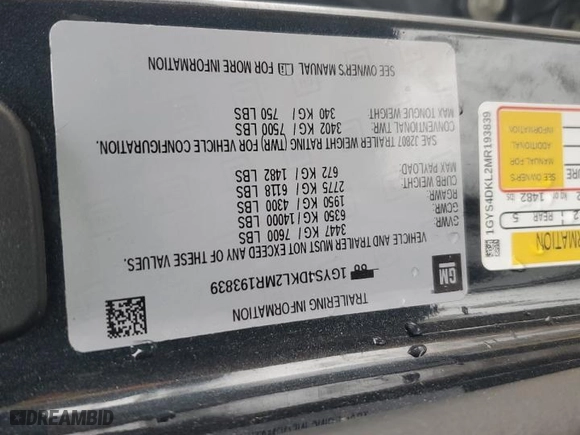 TRAILERING INFORMATION
GM
1GYS4DKL2MR193839
VEHICLE AND TRAILER MUST NOT EXCEED ANY OF THESE VALUES.
GVWR: 3447 KG/ 7600 LBS
GCWR: 6350 KG/14000 LBS
RGAWR: 1950 KG/ 4300 LBS
CURB WEIGHT: 2775 KG/ 6118 LBS
MAX PAYLOAD: 672 KG/ 1482 LBS
SAE J2807 TRAILER WEIGHT RATING (TWR) FOR VEHICLE CONFIGURATION.
CONVENTIONAL TWR: 3402 KG/ 7500 LBS
MAX TONGUE WEIGHT: 340 KG/ 750 LBS
SEE OWNER'S MANUAL FOR MORE INFORMATION
REAR 5
1482
SEE OWNER'S
MANUAL FOR
ADDITIONAL
INFORMATION
1GYS4DKL2MR193839
DREAMBID